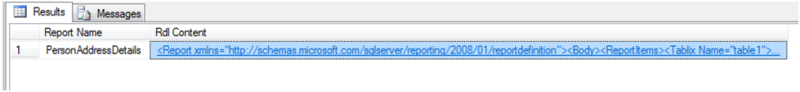 Results Messages
Report Name Rdl Content
1 PersonAddressDetails <Report xmlns="http://schemas.microsoft.com/sqlserver/reporting/2008/01/reportdefinition"><Body><ReportItems><Tablix Name="table1">...